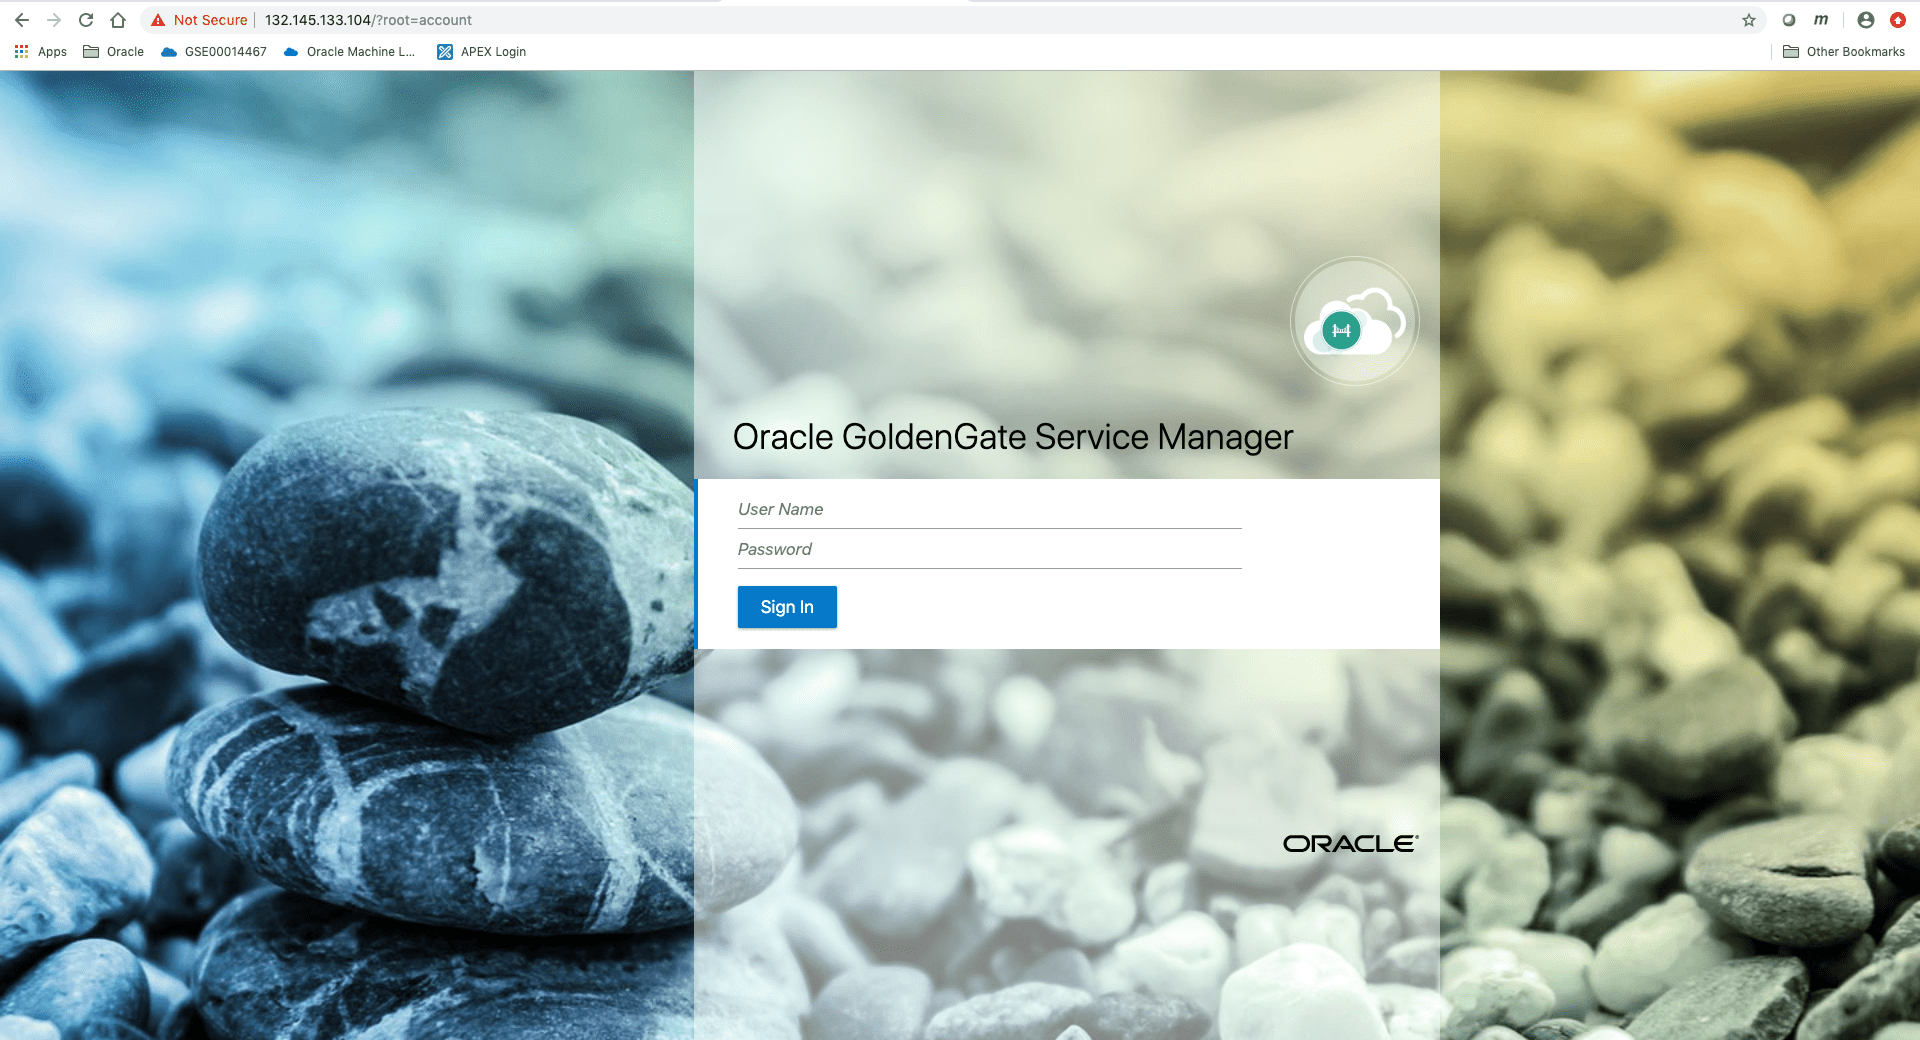 Not Secure | 132.145.133.104/?root=account
m
Apps Oracle GSE00014467 Oracle Machine L... APEX Login Other Bookmarks
Oracle GoldenGate Service Manager
User Name
Password
Sign In
ORACLE®